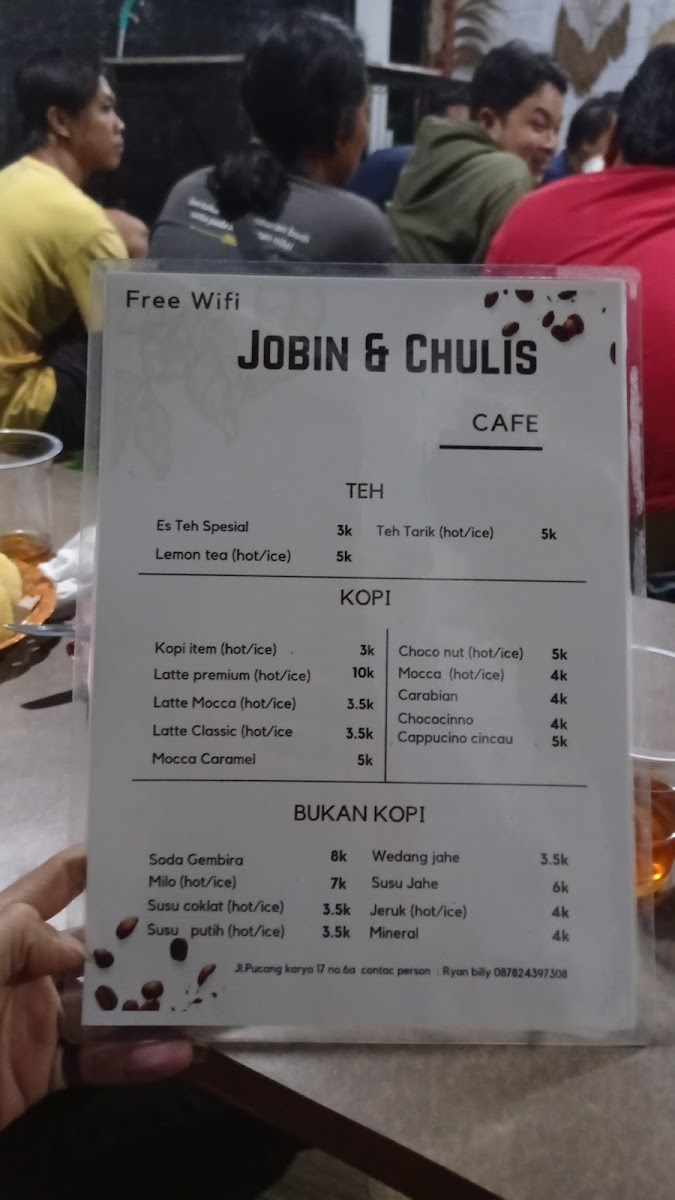 Free Wifi
JOBIN & CHULIS
CAFE
TEH
Es Teh Spesial 3k
Lemon tea (hot/ice) 5k
Teh Tarik (hot/ice) 5k
KOPI
Kopi item (hot/ice) 3k
Latte premium (hot/ice) 10k
Latte Mocca (hot/ice) 3.5k
Latte Classic (hot/ice 3.5k
Mocca Caramel 5k
Choco nut (hot/ice) 5k
Mocca (hot/ice) 4k
Carabian 4k
Chococinno 4k
Cappucino cincau 5k
BUKAN KOPI
Soda Gembira 8k
Milo (hot/ice) 7k
Susu coklat (hot/ice) 3.5k
Susu putih (hot/ice) 3.5k
Wedang jahe 3.5k
Susu Jahe 6k
Jeruk (hot/ice) 4k
Mineral 4k
Jl.Pucang karya 17 no.6a contac person : Ryan billy 087824397308